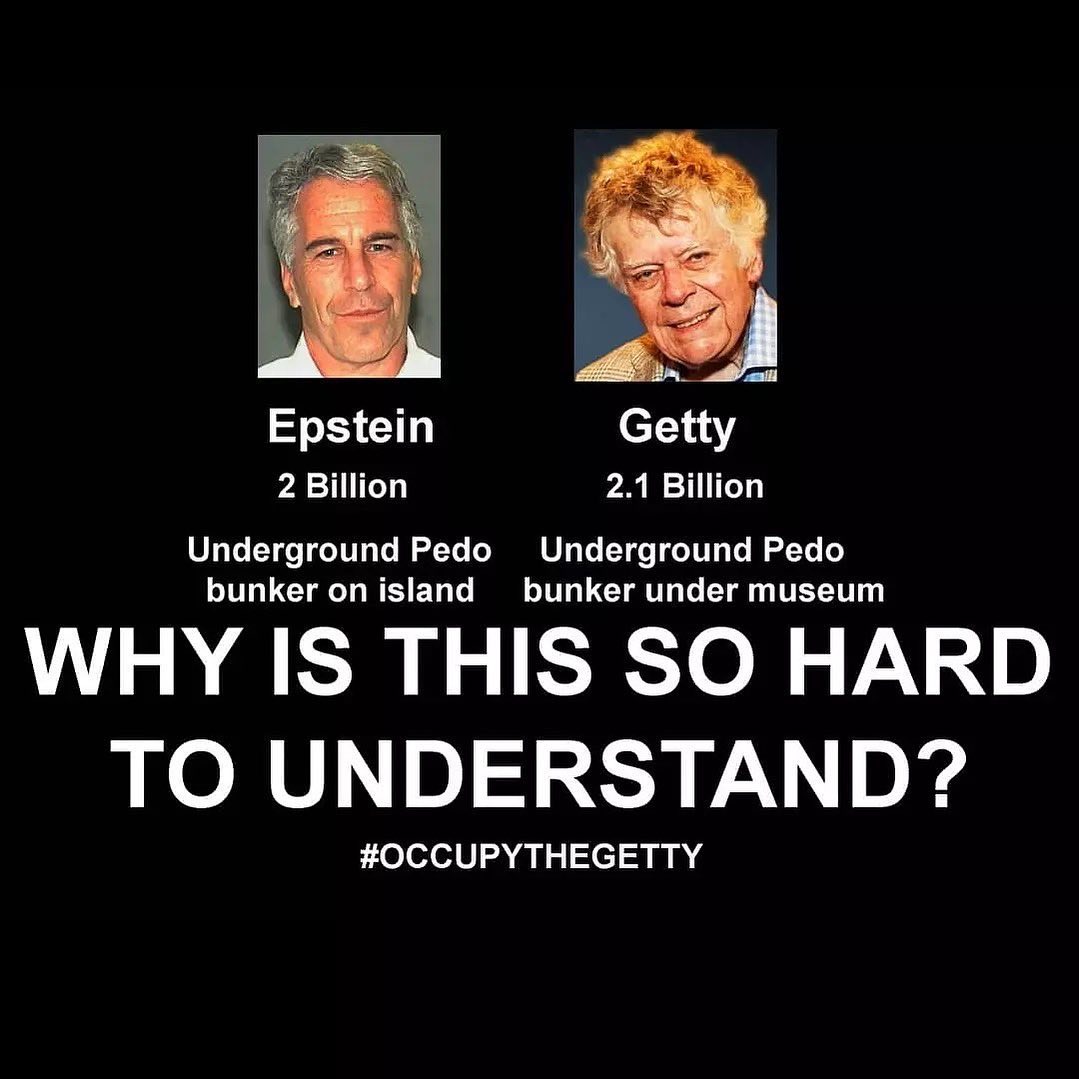 Epstein
Getty
2 Billion
2.1 Billion
Underground Pedo
bunker on island
Underground Pedo
bunker under museum
WHY IS THIS SO HARD
TO UNDERSTAND?
#OCCUPYTHEGETTY